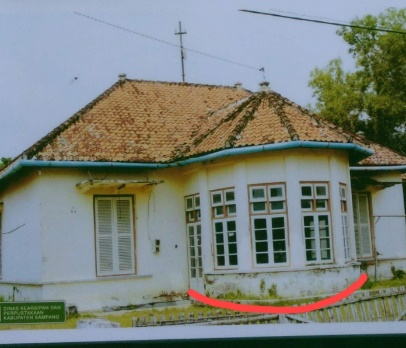 DINAS KEARSIPAN DAN
PERPUSTAKAAN
KABUPATEN SAMPANG